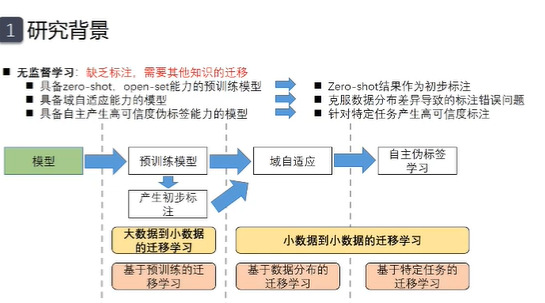 1 研究背景
■ 无监督学习：缺乏标注，需要其他知识的迁移
■ 具备zero-shot，open-set能力的预训练模型
■ Zero-shot结果作为初步标注
■ 具备域自适应能力的模型
■ 克服数据分布差异导致的标注错误问题
■ 具备自主产生高可信度伪标签能力的模型
■ 针对特定任务产生高可信度标注
模型
预训练模型
域自适应
自主伪标签
学习
产生初步标
注
大数据到小数据
的迁移学习
小数据到小数据的迁移学习
基于预训练的迁
移学习
基于数据分布的
迁移学习
基于特定任务的
迁移学习